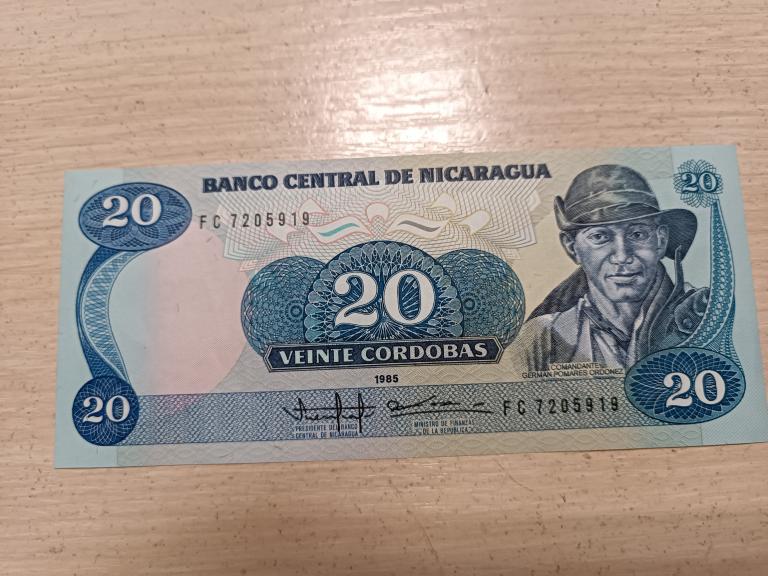 BANCO CENTRAL DE NICARAGUA
20
20
FC 7205919
20
VEINTE CORDOBAS
1985
COMANDANTE
GERMAN POMARES ORDOÑEZ
20
20
FC 7205919
PRESIDENTE DEL BANCO
CENTRAL DE NICARAGUA
MINISTRO DE FINANZAS
DE LA REPUBLICA